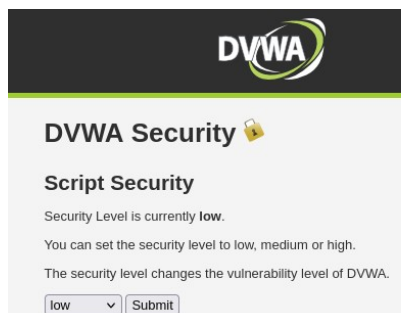 DVWA
DVWA Security
Script Security
Security Level is currently low.
You can set the security level to low, medium or high.
The security level changes the vulnerability level of DVWA.
low Submit